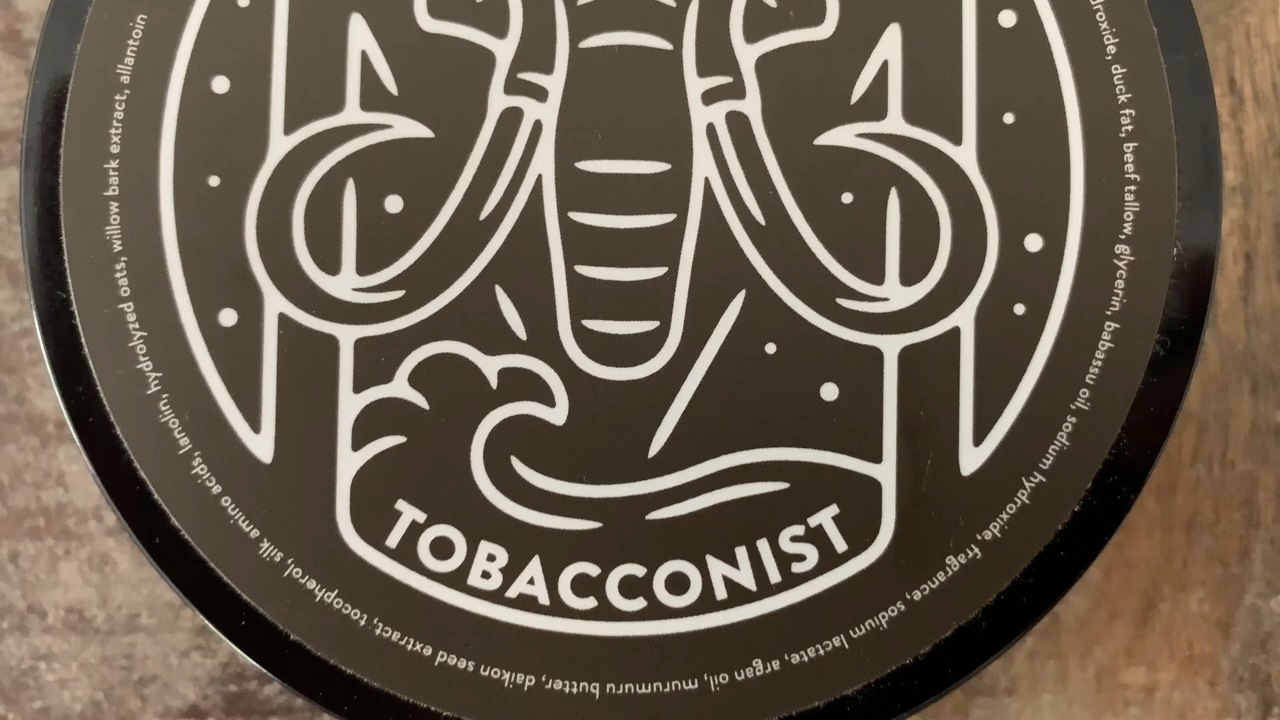 TOBACCONIST
duck fat, beef tallow, glycerin, babassu oil, sodium hydroxide, fragrance, sodium lactate, argan oil, murumuru butter, daikon seed extract, tocopherol, silk amino acids, lanolin, hydrolyzed oats, willow bark extract, allantoin